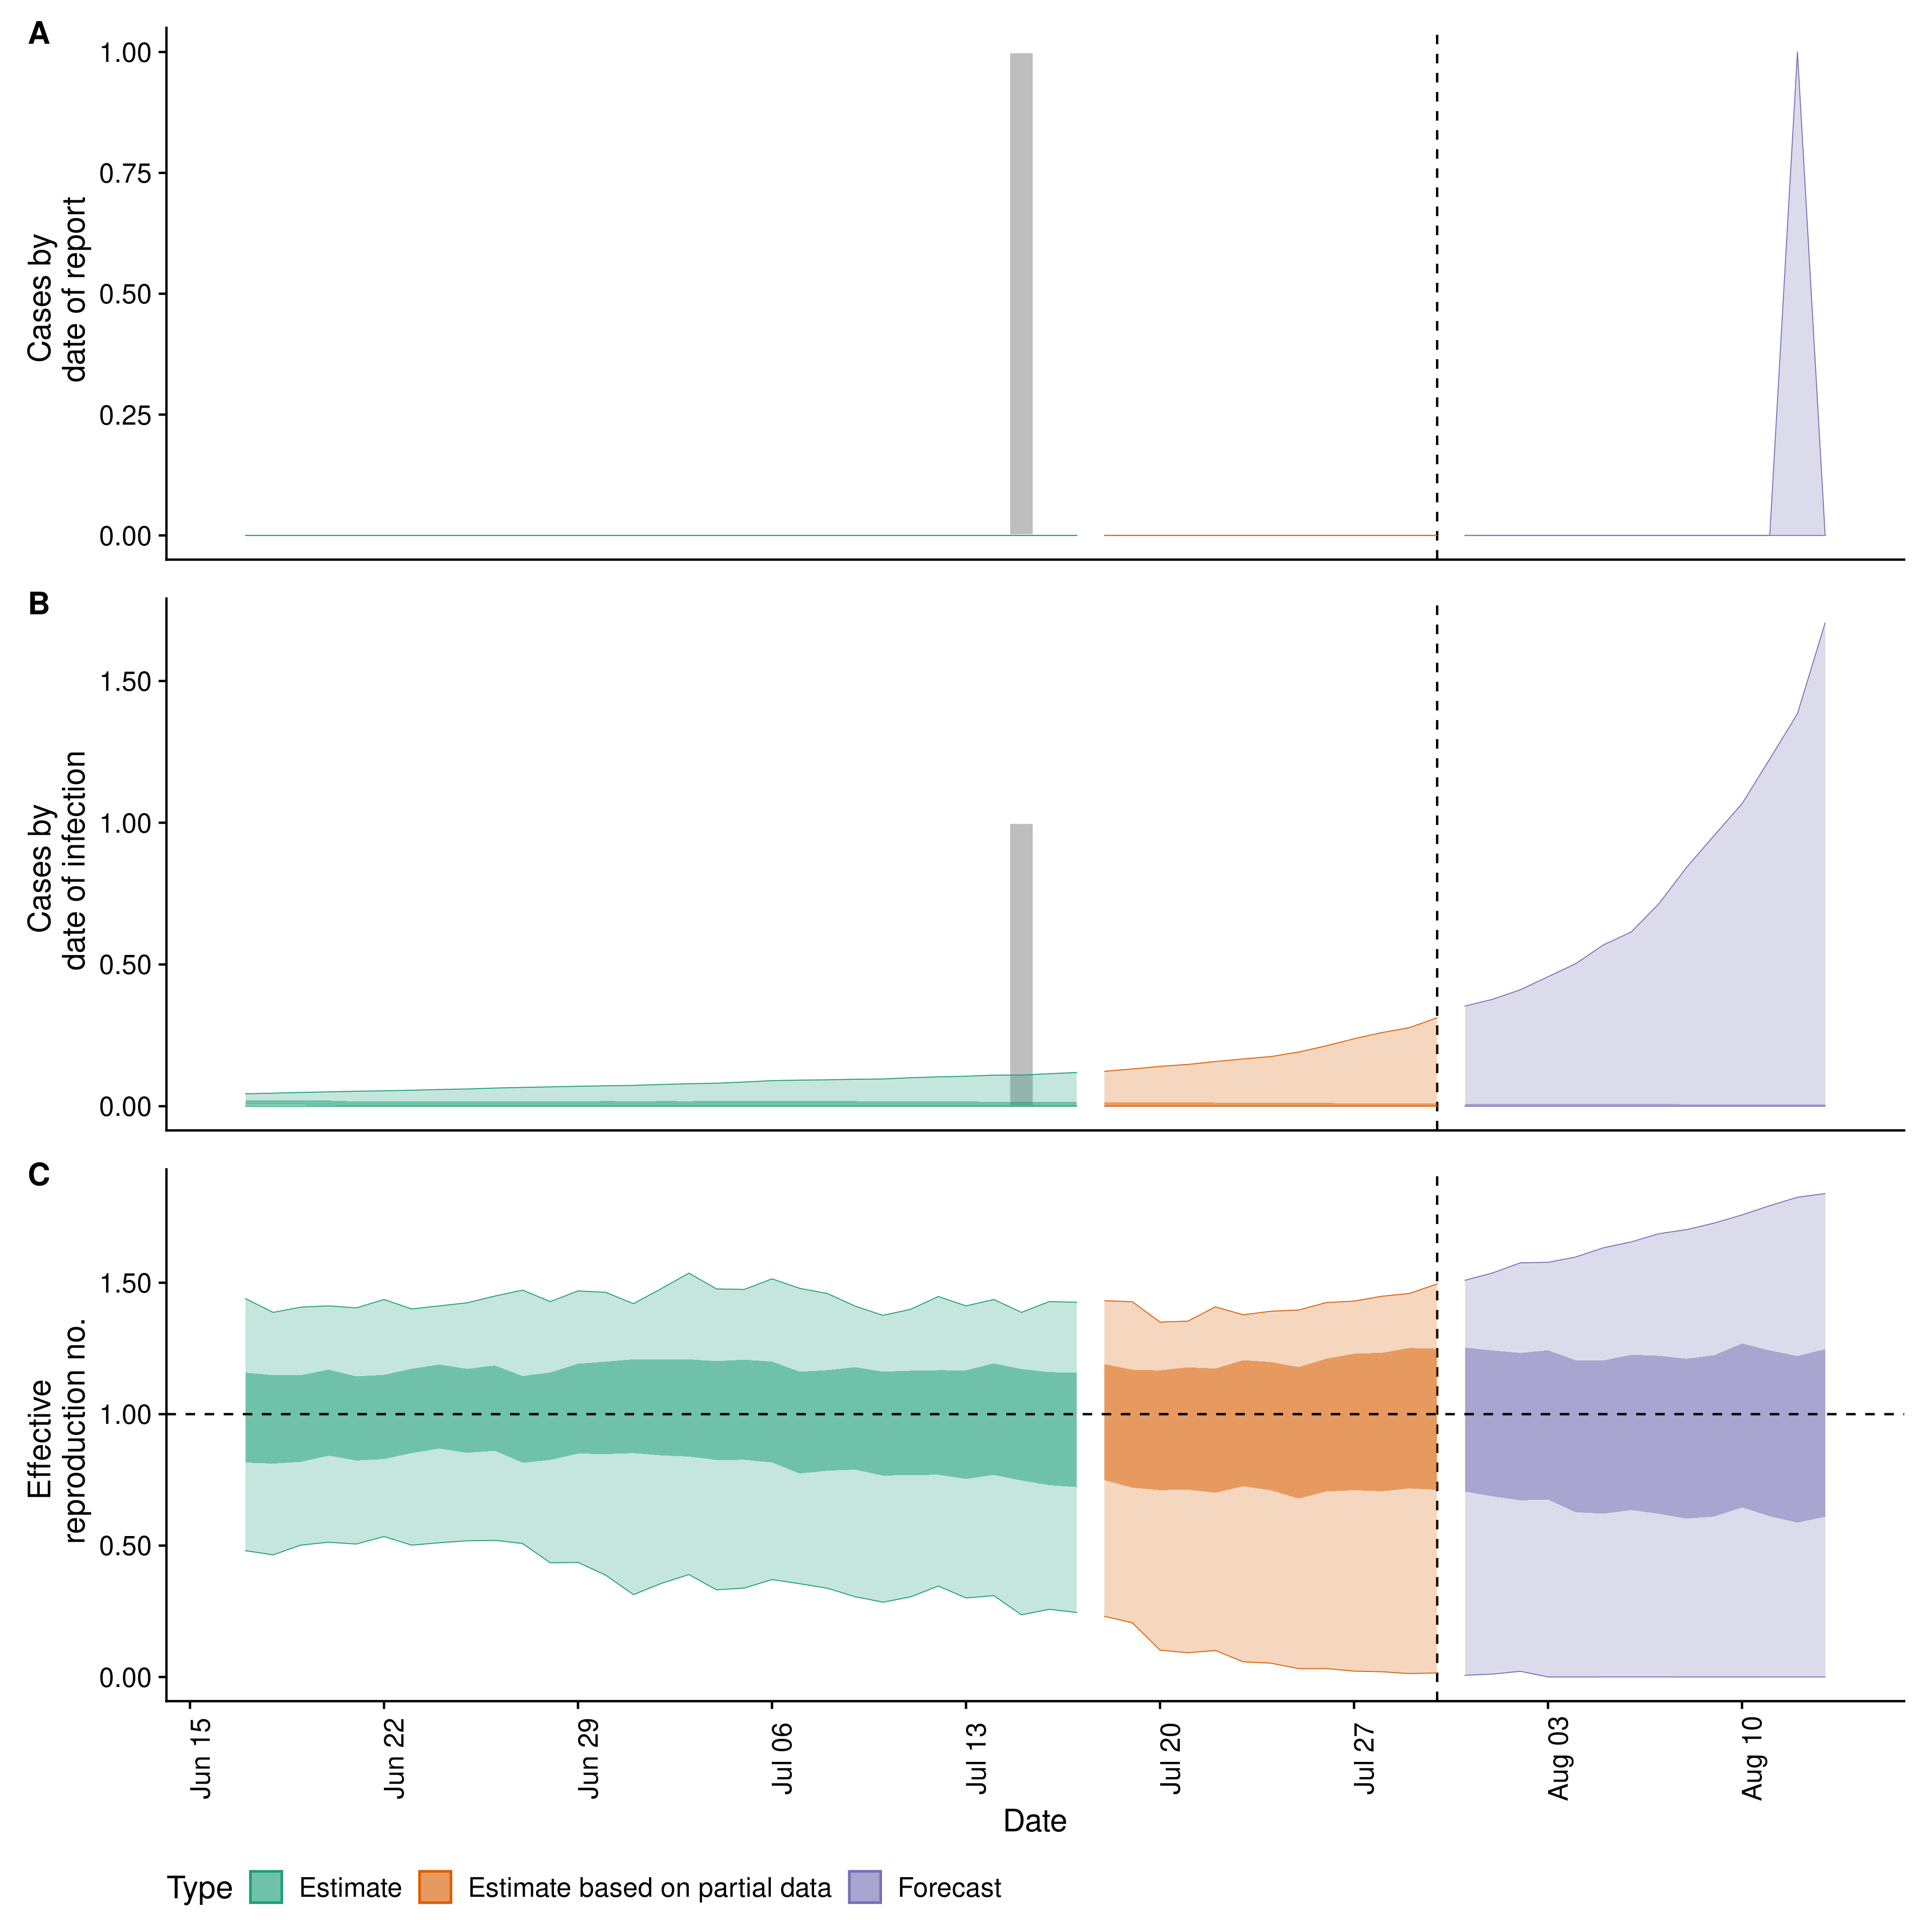 A
1.00
0.75
0.50
0.25
0.00
Cases by
date of report
B
1.50
1.00
0.50
0.00
Cases by
date of infection
C
1.50
1.00
0.50
0.00
Effective
reproduction no.
Jun 15
Jun 22
Jun 29
Jul 06
Jul 13
Jul 20
Jul 27
Aug 03
Aug 10
Date
Type Estimate Estimate based on partial data Forecast